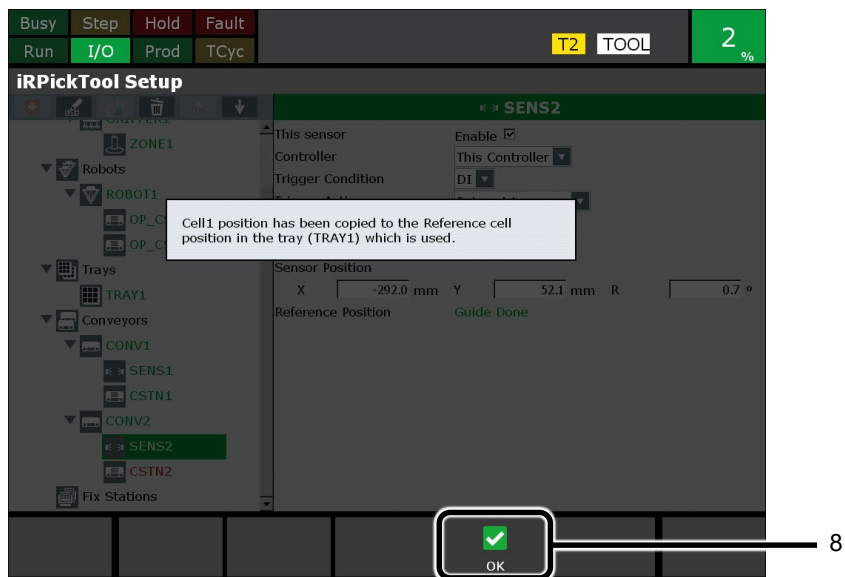 Busy Step Hold Fault
Run I/O Prod TCyc
T2 TOOL
2 %
iRPickTool Setup
SENS2
ZONE1
Robots
ROBOT1
Trays
TRAY1
Conveyors
CONV1
SENS1
CSTN1
CONV2
SENS2
CSTN2
Fix Stations
This sensor Enable
Controller This Controller
Trigger Condition DI
Cell1 position has been copied to the Reference cell
position in the tray (TRAY1) which is used.
Sensor Position
X -292.0 mm Y 52.1 mm R 0.7 °
Reference Position Guide Done
OK
8